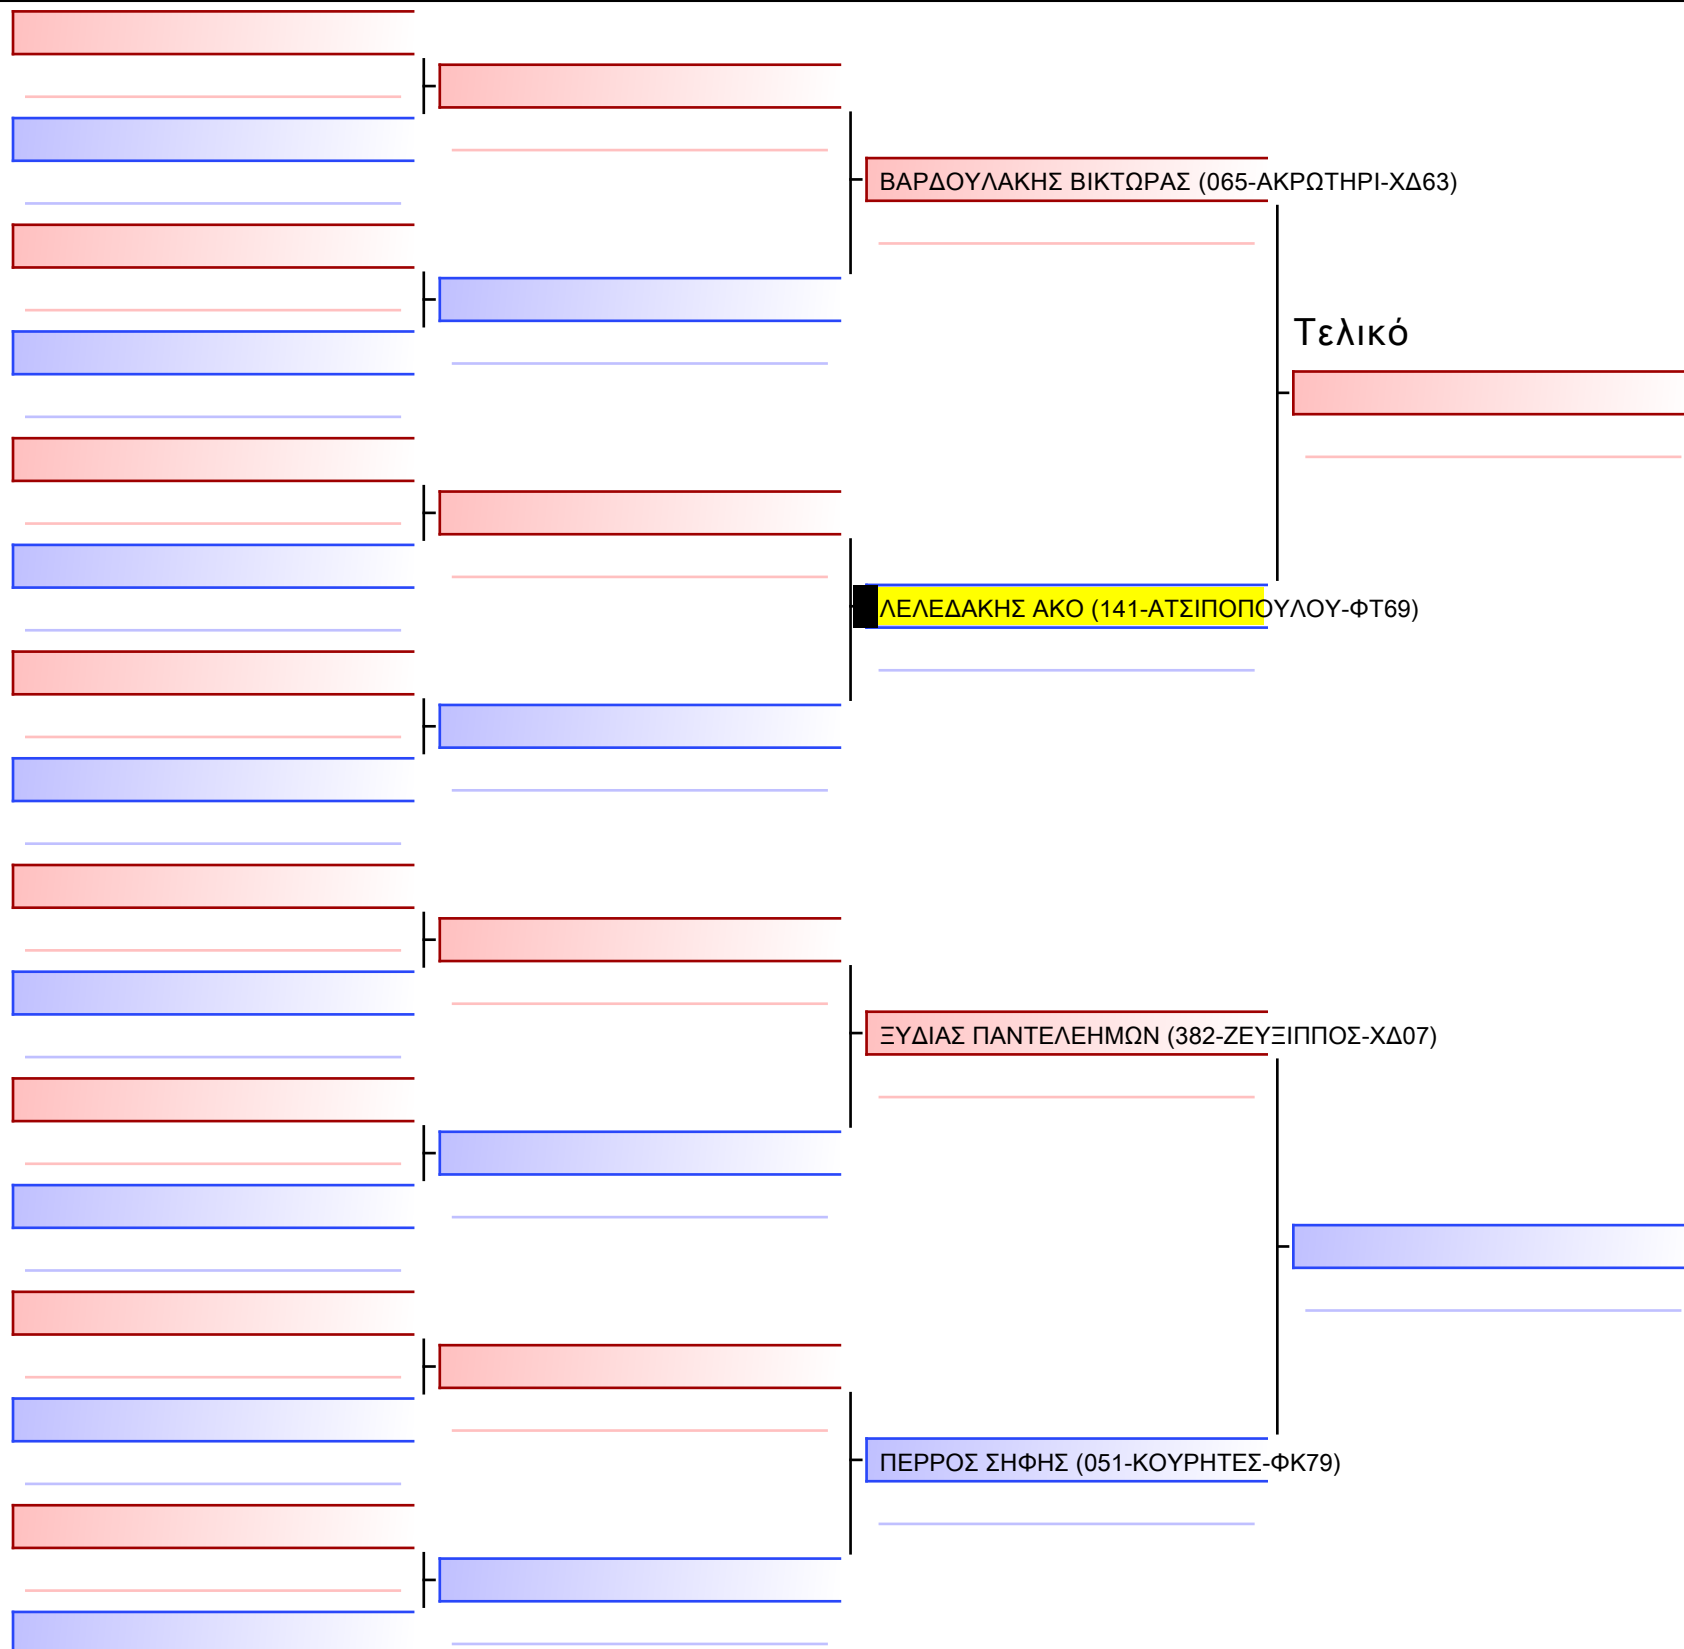 ΒΑΡΔΟΥΛΑΚΗΣ ΒΙΚΤΩΡΑΣ (065-ΑΚΡΩΤΗΡΙ-ΧΔ63)
Τελικό
ΛΕΛΕΔΑΚΗΣ ΑΚΟ (141-ΑΤΣΙΠΟΠΟΥΛΟΥ-ΦΤ69)
ΞΥΔΙΑΣ ΠΑΝΤΕΛΕΗΜΩΝ (382-ΖΕΥΞΙΠΠΟΣ-ΧΔ07)
ΠΕΡΡΟΣ ΣΗΦΗΣ (051-ΚΟΥΡΗΤΕΣ-ΦΚ79)